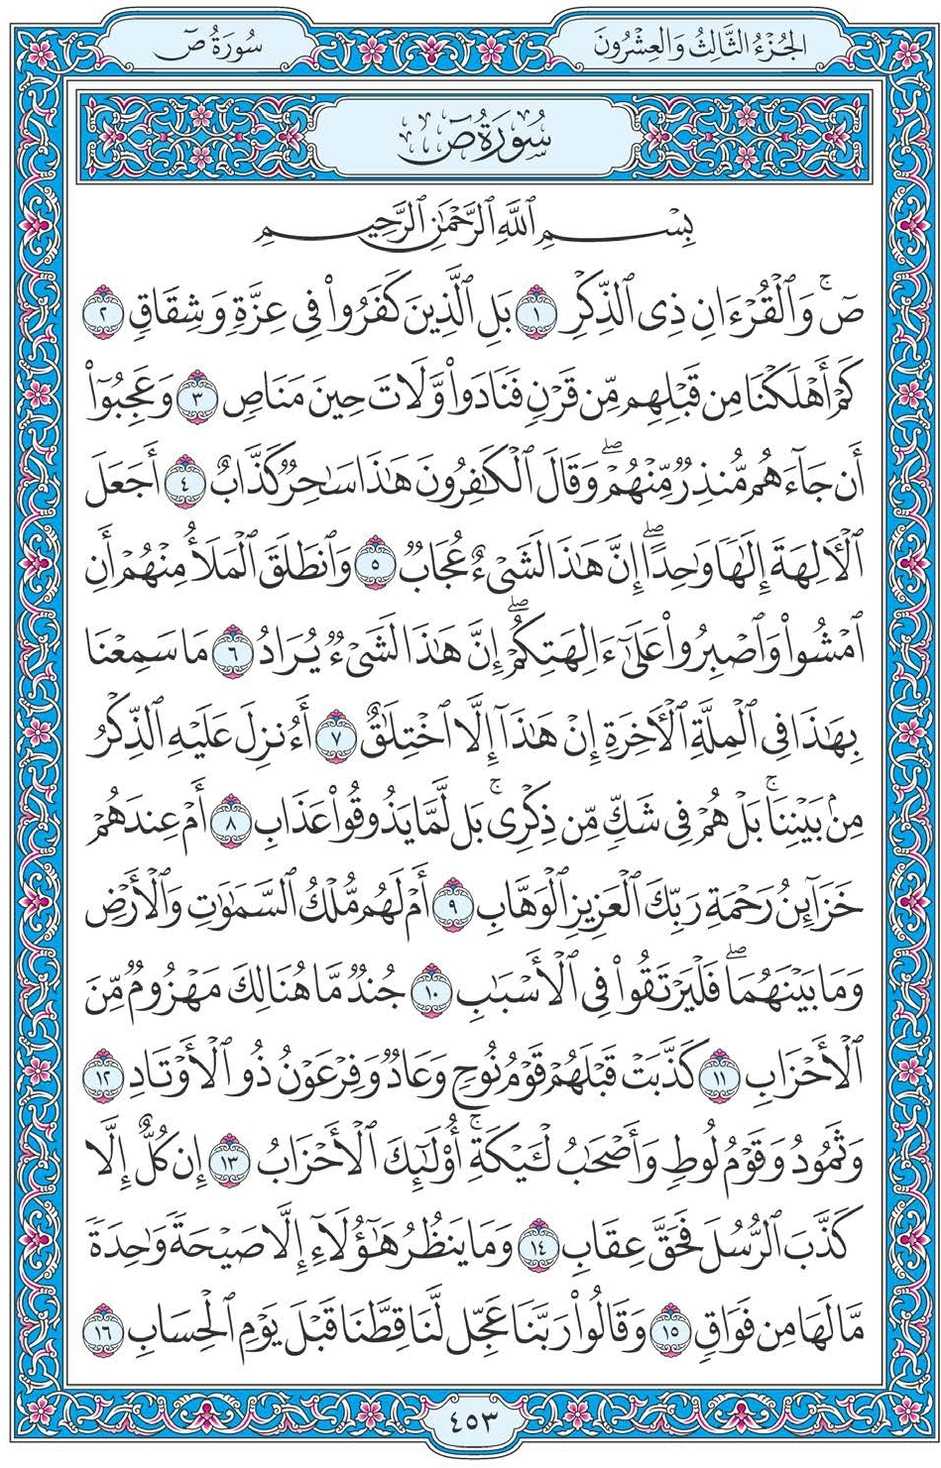 الجُزْءُ الثَّالِثُ وَالعِشْرُونَ
سُورَةُ صٓ
سُورَةُ صٓ
بِسْمِ ٱللَّهِ ٱلرَّحْمَٰنِ ٱلرَّحِيمِ
صٓۚ وَٱلْقُرْءَانِ ذِى ٱلذِّكْرِ ١ بَلِ ٱلَّذِينَ كَفَرُوا۟ فِى عِزَّةٍ وَشِقَاقٍ ٢
كَمْ أَهْلَكْنَا مِن قَبْلِهِم مِّن قَرْنٍ فَنَادَوا۟ وَّلَاتَ حِينَ مَنَاصٍ ٣ وَعَجِبُوٓا۟
أَن جَآءَهُم مُّنذِرٌ مِّنْهُمْۖ وَقَالَ ٱلْكَٰفِرُونَ هَٰذَا سَٰحِرٌ كَذَّابٌ ٤ أَجَعَلَ
ٱلْءَالِهَةَ إِلَٰهًا وَٰحِدًاۖ إِنَّ هَٰذَا لَشَىْءٌ عُجَابٌ ٥ وَٱنطَلَقَ ٱلْمَلَأُ مِنْهُمْ أَنِ
ٱمْشُوا۟ وَٱصْبِرُوا۟ عَلَىٰٓ ءَالِهَتِكُمْۖ إِنَّ هَٰذَا لَشَىْءٌ يُرَادُ ٦ مَا سَمِعْنَا
بِهَٰذَا فِى ٱلْمِلَّةِ ٱلْءَاخِرَةِ إِنْ هَٰذَآ إِلَّا ٱخْتِلَٰقٌ ٧ أَءُنزِلَ عَلَيْهِ ٱلذِّكْرُ
مِنۢ بَيْنِنَاۚ بَلْ هُمْ فِى شَكٍّ مِّن ذِكْرِىۚ بَل لَّمَّا يَذُوقُوا۟ عَذَابِ ٨ أَمْ عِندَهُمْ
خَزَآئِنُ رَحْمَةِ رَبِّكَ ٱلْعَزِيزِ ٱلْوَهَّابِ ٩ أَمْ لَهُم مُّلْكُ ٱلسَّمَٰوَٰتِ وَٱلْأَرْضِ
وَمَا بَيْنَهُمَاۖ فَلْيَرْتَقُوا۟ فِى ٱلْأَسْبَٰبِ ١٠ جُندٌ مَّا هُنَالِكَ مَهْزُومٌ مِّنَ
ٱلْأَحْزَابِ ١١ كَذَّبَتْ قَبْلَهُمْ قَوْمُ نُوحٍ وَعَادٌ وَفِرْعَوْنُ ذُو ٱلْأَوْتَادِ ١٢
وَثَمُودُ وَقَوْمُ لُوطٍ وَأَصْحَٰبُ لْـَٔيْكَةِۚ أُو۟لَٰٓئِكَ ٱلْأَحْزَابُ ١٣ إِن كُلٌّ إِلَّا
كَذَّبَ ٱلرُّسُلَ فَحَقَّ عِقَابِ ١٤ وَمَا يَنظُرُ هَٰٓؤُلَآءِ إِلَّا صَيْحَةً وَٰحِدَةً
مَّا لَهَا مِن فَوَاقٍ ١٥ وَقَالُوا۟ رَبَّنَا عَجِّل لَّنَا قِطَّنَا قَبْلَ يَوْمِ ٱلْحِسَابِ ١٦
٤٥٣